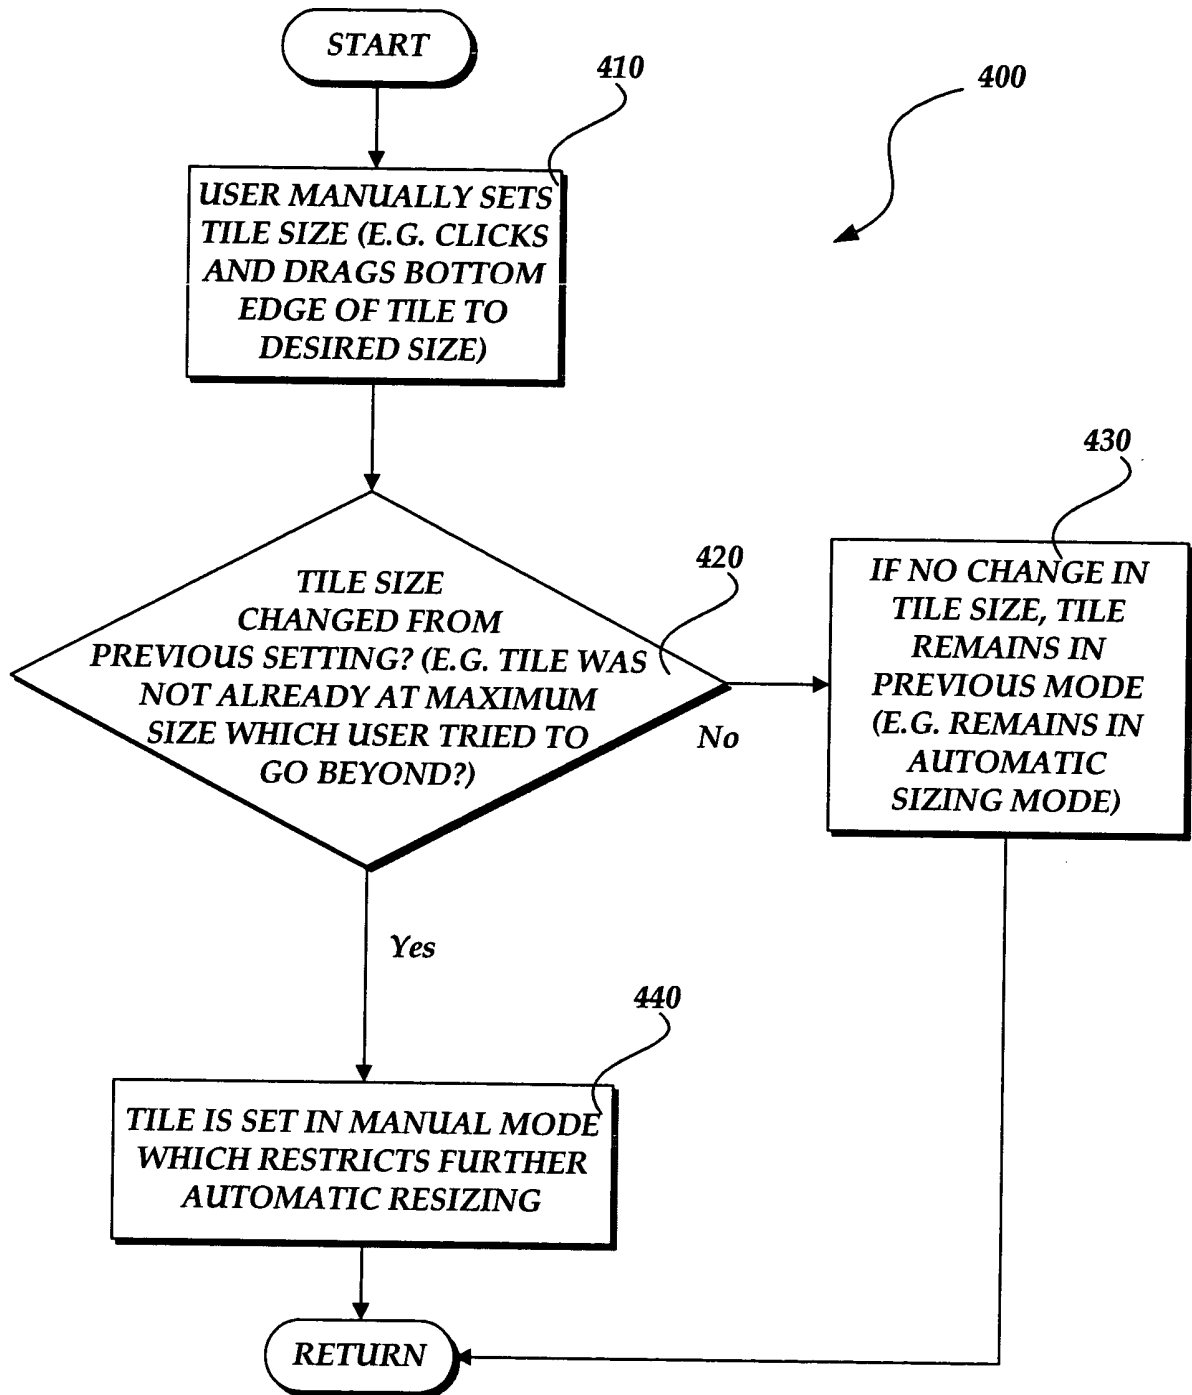 START
410
400
USER MANUALLY SETS
TILE SIZE (E.G. CLICKS
AND DRAGS BOTTOM
EDGE OF TILE TO
DESIRED SIZE)
420
TILE SIZE
CHANGED FROM
PREVIOUS SETTING? (E.G. TILE WAS
NOT ALREADY AT MAXIMUM
SIZE WHICH USER TRIED TO
GO BEYOND?)
No
430
IF NO CHANGE IN
TILE SIZE, TILE
REMAINS IN
PREVIOUS MODE
(E.G. REMAINS IN
AUTOMATIC
SIZING MODE)
Yes
440
TILE IS SET IN MANUAL MODE
WHICH RESTRICTS FURTHER
AUTOMATIC RESIZING
RETURN